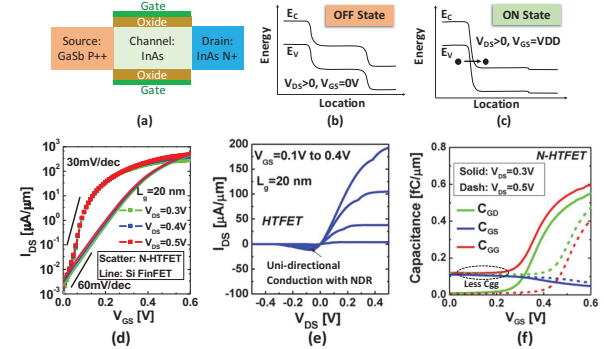 Gate
Oxide
Source:
GaSb P++
Channel:
InAs
Drain:
InAs N+
Oxide
Gate
(a)
Energy
E_C
OFF State
E_V
V_DS>0, V_GS=0V
Location
(b)
Energy
E_C
ON State
V_DS>0, V_GS=VDD
E_V
Location
(c)
I_DS [µA/µm]
10^3
10^2
10^1
10^0
10^-1
10^-2
10^-3
30mV/dec
L_g=20 nm
V_DS=0.3V
V_DS=0.4V
V_DS=0.5V
Scatter: N-HTFET
Line: Si FinFET
60mV/dec
0.0 0.2 0.4 0.6
V_GS [V]
(d)
I_DS [µA/µm]
200
150
100
50
0
-50
-100
V_GS=0.1V to 0.4V
L_g=20 nm
HTFET
Uni-directional
Conduction with NDR
-0.4 0.0 0.4
V_DS [V]
(e)
N-HTFET
Capacitance [fC/µm]
0.8
0.6
0.4
0.2
0.0
Solid: V_DS=0.3V
Dash: V_DS=0.5V
C_GD
C_GS
C_GG
Less Cgg
0.0 0.2 0.4 0.6
V_GS [V]
(f)